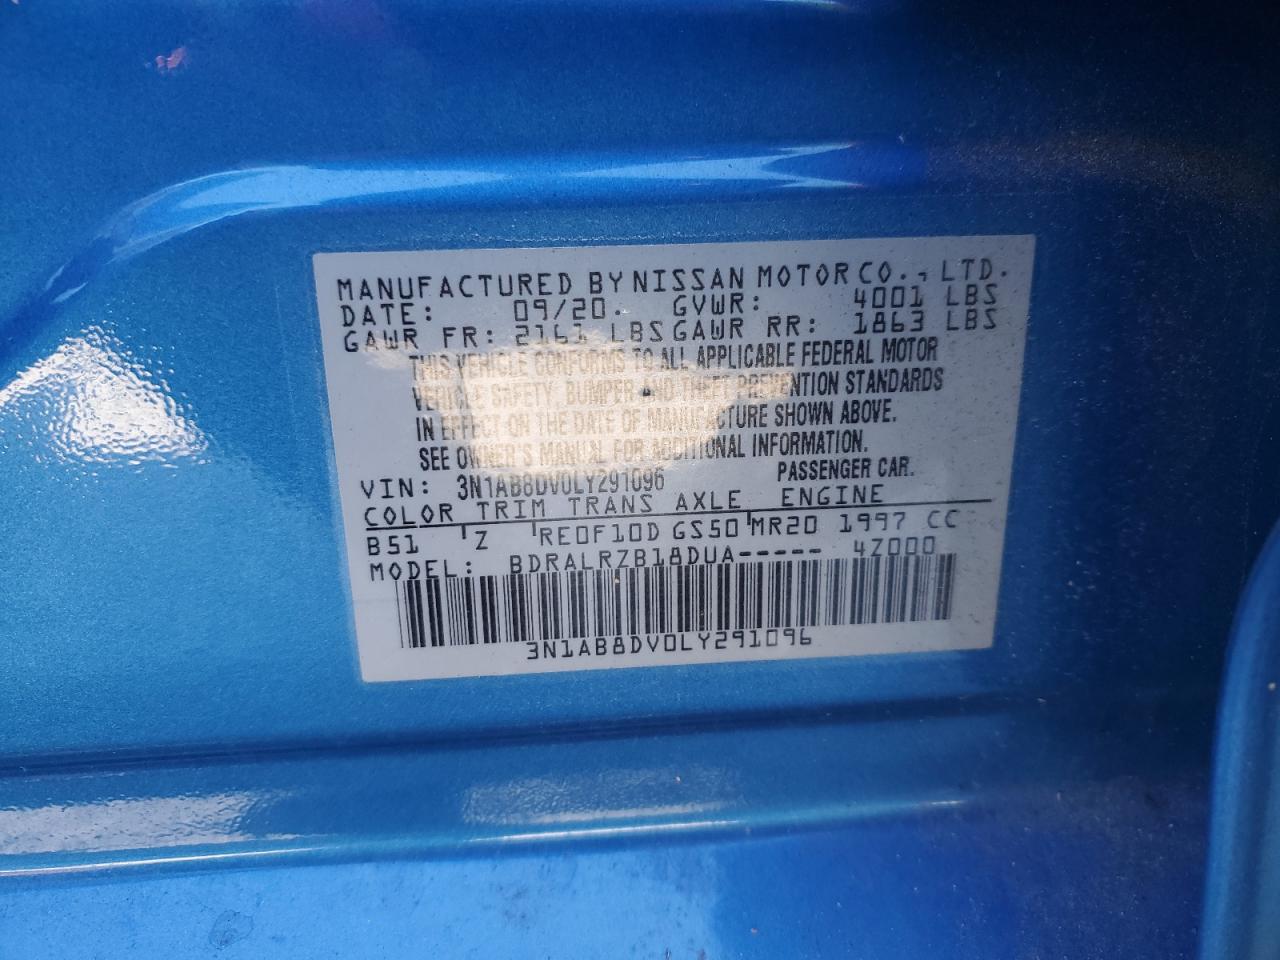 MANUFACTURED BY NISSAN MOTOR CO., LTD.
DATE: 09/20. GVWR: 4001 LBS
GAWR FR: 2161 LBS GAWR RR: 1863 LBS
THIS VEHICLE CONFORMS TO ALL APPLICABLE FEDERAL MOTOR
VEHICLE SAFETY, BUMPER AND THEFT PREVENTION STANDARDS
IN EFFECT ON THE DATE OF MANUFACTURE SHOWN ABOVE.
SEE OWNER'S MANUAL FOR ADDITIONAL INFORMATION.
VIN: 3N1AB8DV0LY291096 PASSENGER CAR.
COLOR TRIM TRANS AXLE ENGINE
B51 Z RE0F10D GS50 MR20 1997 CC
MODEL: BDRALRZB18DUA----- 4Z000
3N1AB8DV0LY291096